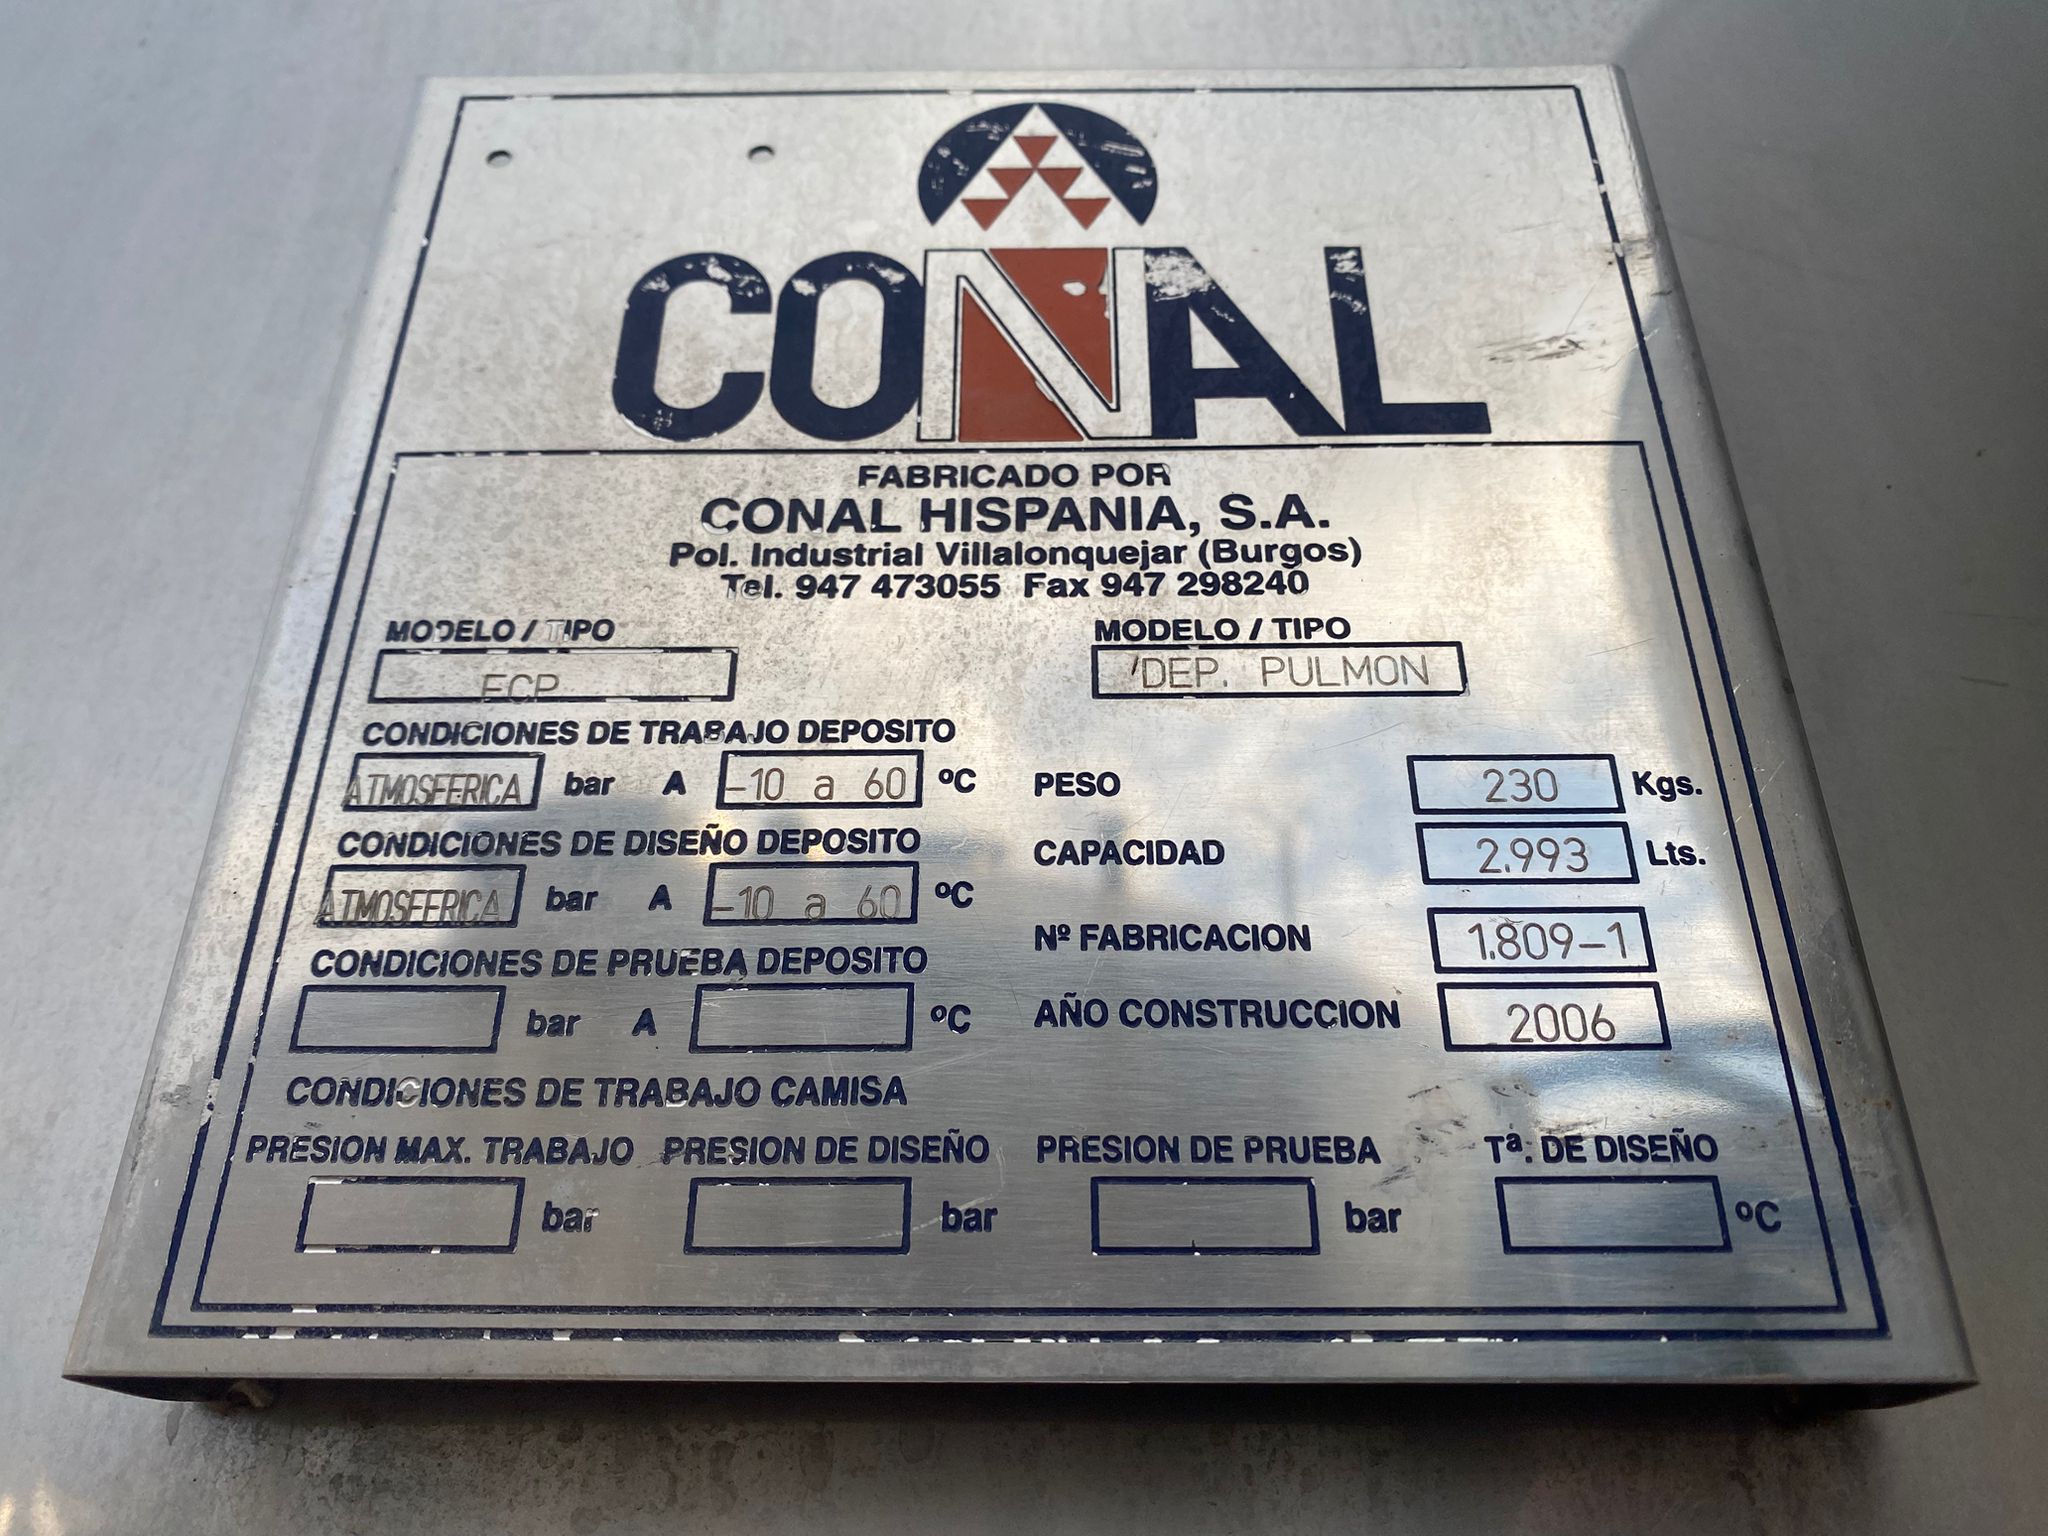 CONAL
FABRICADO POR
CONAL HISPANIA, S.A.
Pol. Industrial Villalonquejar (Burgos)
Tel. 947 473055 Fax 947 298240
MODELO / TIPO MODELO / TIPO
ECP DEP. PULMON
CONDICIONES DE TRABAJO DEPOSITO
ATMOSFERICA bar A -10 a 60 ºC PESO 230 Kgs.
CONDICIONES DE DISEÑO DEPOSITO CAPACIDAD 2.993 Lts.
ATMOSFERICA bar A -10 a 60 ºC
Nº FABRICACION 1.809-1
CONDICIONES DE PRUEBA DEPOSITO
bar A ºC AÑO CONSTRUCCION 2006
CONDICIONES DE TRABAJO CAMISA
PRESION MAX. TRABAJO PRESION DE DISEÑO PRESION DE PRUEBA Tª. DE DISEÑO
bar bar bar ºC